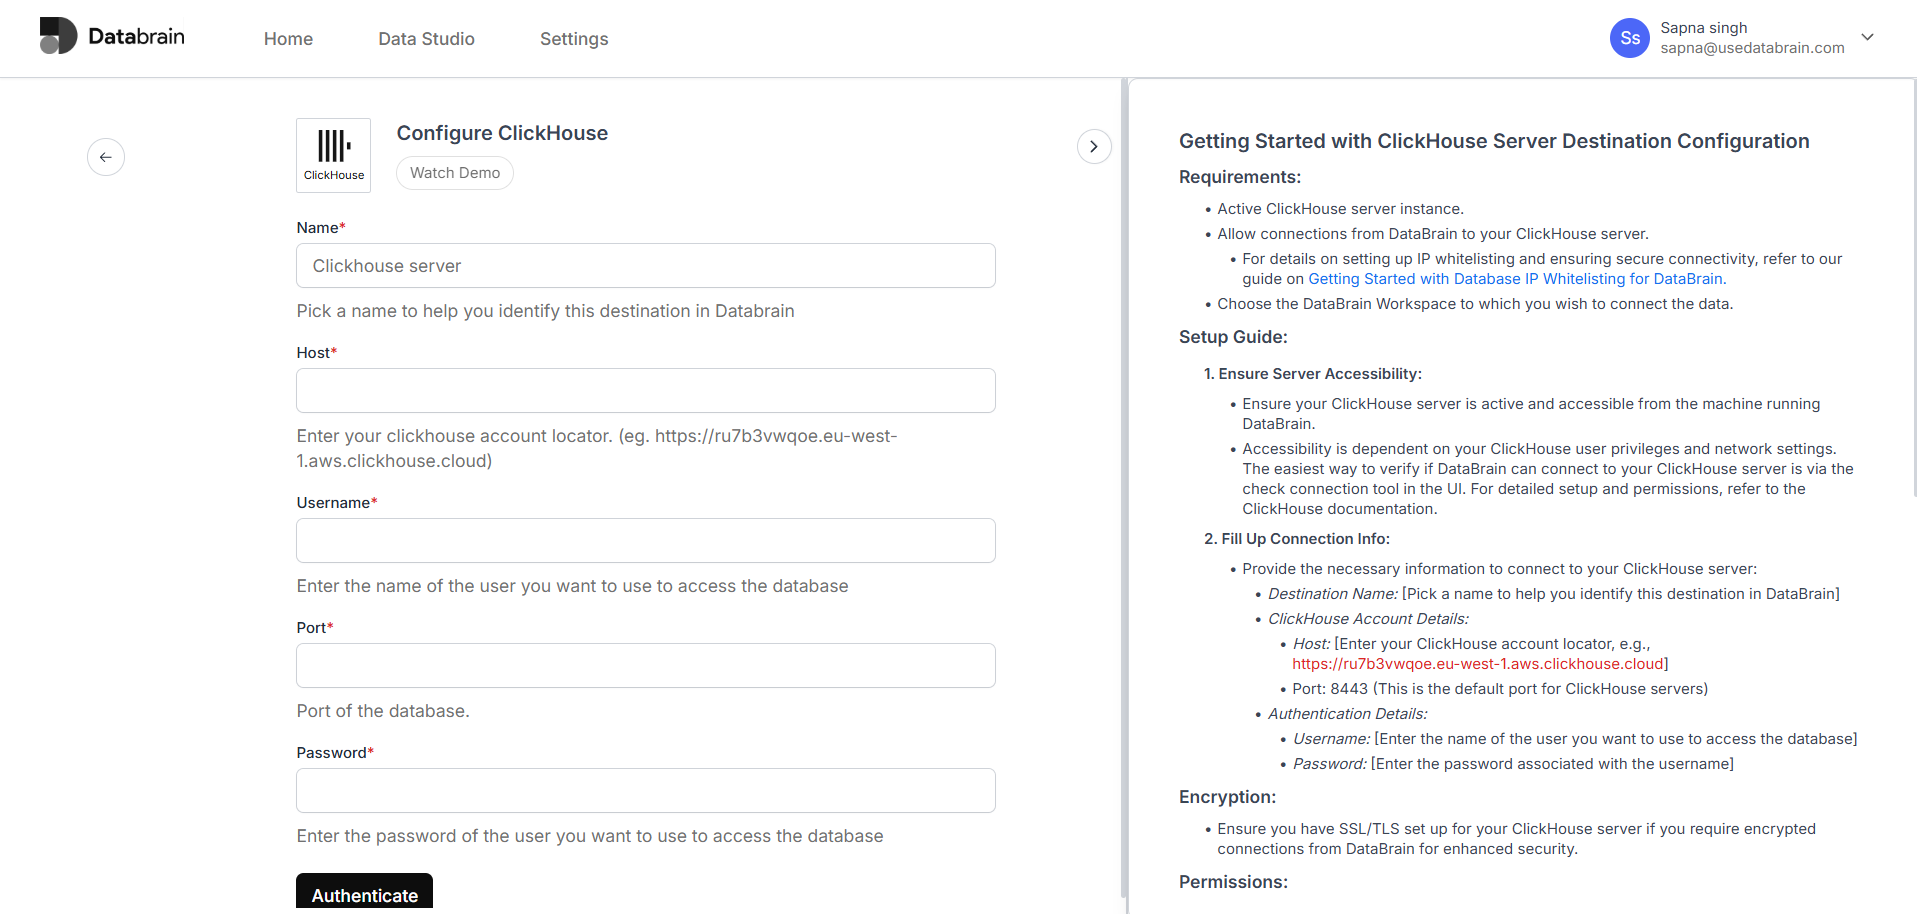 Databrain
Home
Data Studio
Settings
Ss
Sapna singh
sapna@usedatabrain.com
ClickHouse
Configure ClickHouse
Watch Demo
Name*
Clickhouse server
Pick a name to help you identify this destination in Databrain
Host*
Enter your clickhouse account locator. (eg. https://ru7b3vwqoe.eu-west-
1.aws.clickhouse.cloud)
Username*
Enter the name of the user you want to use to access the database
Port*
Port of the database.
Password*
Enter the password of the user you want to use to access the database
Authenticate
Getting Started with ClickHouse Server Destination Configuration
Requirements:
• Active ClickHouse server instance.
• Allow connections from DataBrain to your ClickHouse server.
• For details on setting up IP whitelisting and ensuring secure connectivity, refer to our
guide on Getting Started with Database IP Whitelisting for DataBrain.
• Choose the DataBrain Workspace to which you wish to connect the data.
Setup Guide:
1. Ensure Server Accessibility:
• Ensure your ClickHouse server is active and accessible from the machine running
DataBrain.
• Accessibility is dependent on your ClickHouse user privileges and network settings.
The easiest way to verify if DataBrain can connect to your ClickHouse server is via the
check connection tool in the UI. For detailed setup and permissions, refer to the
ClickHouse documentation.
2. Fill Up Connection Info:
• Provide the necessary information to connect to your ClickHouse server:
• Destination Name: [Pick a name to help you identify this destination in DataBrain]
• ClickHouse Account Details:
• Host: [Enter your ClickHouse account locator, e.g.,
https://ru7b3vwqoe.eu-west-1.aws.clickhouse.cloud]
• Port: 8443 (This is the default port for ClickHouse servers)
• Authentication Details:
• Username: [Enter the name of the user you want to use to access the database]
• Password: [Enter the password associated with the username]
Encryption:
• Ensure you have SSL/TLS set up for your ClickHouse server if you require encrypted
connections from DataBrain for enhanced security.
Permissions: